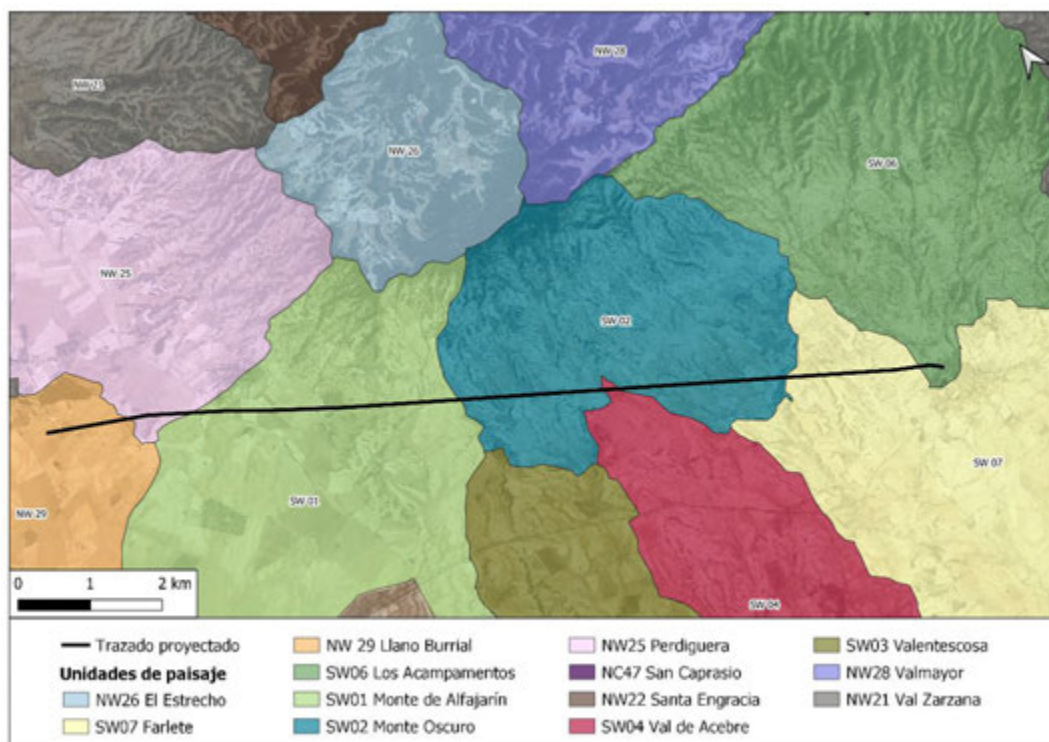 NW 28
NW 21
NW 26
SW 06
NW 25
SW 02
SW 07
SW 01
NW 29
0 1 2 km
SW 04
Trazado proyectado
Unidades de paisaje
NW26 El Estrecho
SW07 Farlete
NW 29 Llano Burrial
SW06 Los Acampamentos
SW01 Monte de Alfajarín
SW02 Monte Oscuro
NW25 Perdiguera
NC47 San Caprasio
NW22 Santa Engracia
SW04 Val de Acebre
SW03 Valentescosa
NW28 Valmayor
NW21 Val Zarzana